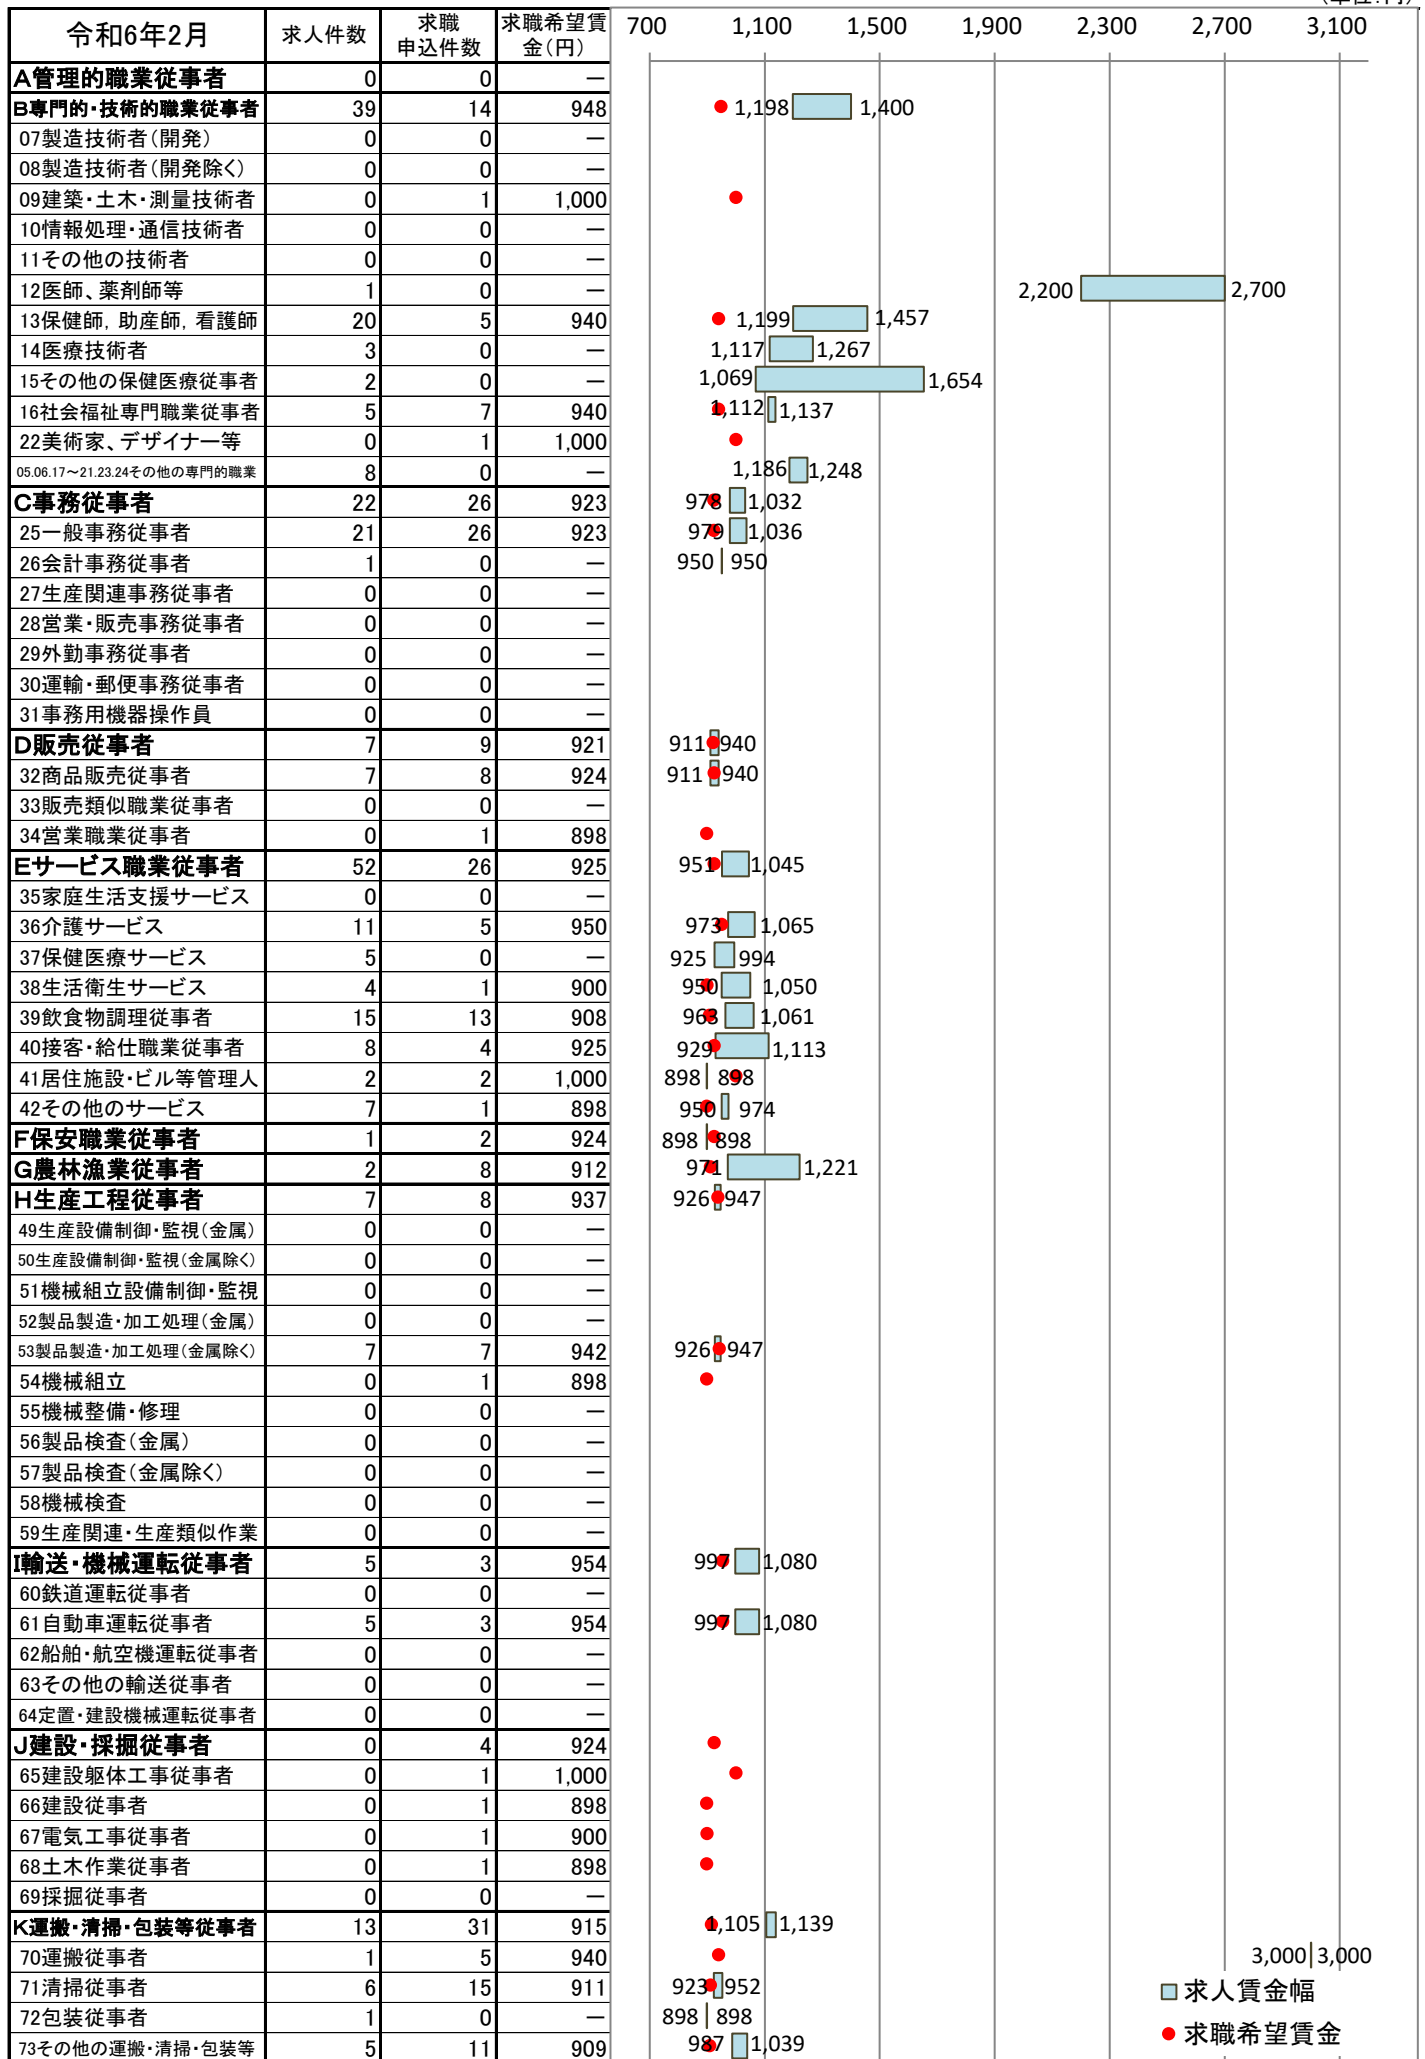 (単位:円)
令和6年2月 求人件数 求職申込件数 求職希望賃金(円) 700 1,100 1,500 1,900 2,300 2,700 3,100
A管理的職業従事者 0 0 ―
B専門的・技術的職業従事者 39 14 948 1,198 1,400
07製造技術者(開発) 0 0 ―
08製造技術者(開発除く) 0 0 ―
09建築・土木・測量技術者 0 1 1,000
10情報処理・通信技術者 0 0 ―
11その他の技術者 0 0 ―
12医師、薬剤師等 1 0 ― 2,200 2,700
13保健師, 助産師, 看護師 20 5 940 1,199 1,457
14医療技術者 3 0 ― 1,117 1,267
15その他の保健医療従事者 2 0 ― 1,069 1,654
16社会福祉専門職業従事者 5 7 940 1,112 1,137
22美術家、デザイナー等 0 1 1,000
05.06.17～21.23.24その他の専門的職業 8 0 ― 1,186 1,248
C事務従事者 22 26 923 978 1,032
25一般事務従事者 21 26 923 979 1,036
26会計事務従事者 1 0 ― 950 950
27生産関連事務従事者 0 0 ―
28営業・販売事務従事者 0 0 ―
29外勤事務従事者 0 0 ―
30運輸・郵便事務従事者 0 0 ―
31事務用機器操作員 0 0 ―
D販売従事者 7 9 921 911 940
32商品販売従事者 7 8 924 911 940
33販売類似職業従事者 0 0 ―
34営業職業従事者 0 1 898
Eサービス職業従事者 52 26 925 951 1,045
35家庭生活支援サービス 0 0 ―
36介護サービス 11 5 950 973 1,065
37保健医療サービス 5 0 ― 925 994
38生活衛生サービス 4 1 900 950 1,050
39飲食物調理従事者 15 13 908 963 1,061
40接客・給仕職業従事者 8 4 925 929 1,113
41居住施設・ビル等管理人 2 2 1,000 898 898
42その他のサービス 7 1 898 950 974
F保安職業従事者 1 2 924 898 898
G農林漁業従事者 2 8 912 971 1,221
H生産工程従事者 7 8 937 926 947
49生産設備制御・監視(金属) 0 0 ―
50生産設備制御・監視(金属除く) 0 0 ―
51機械組立設備制御・監視 0 0 ―
52製品製造・加工処理(金属) 0 0 ―
53製品製造・加工処理(金属除く) 7 7 942 926 947
54機械組立 0 1 898
55機械整備・修理 0 0 ―
56製品検査(金属) 0 0 ―
57製品検査(金属除く) 0 0 ―
58機械検査 0 0 ―
59生産関連・生産類似作業 0 0 ―
I輸送・機械運転従事者 5 3 954 997 1,080
60鉄道運転従事者 0 0 ―
61自動車運転従事者 5 3 954 997 1,080
62船舶・航空機運転従事者 0 0 ―
63その他の輸送従事者 0 0 ―
64定置・建設機械運転従事者 0 0 ―
J建設・採掘従事者 0 4 924
65建設躯体工事従事者 0 1 1,000
66建設従事者 0 1 898
67電気工事従事者 0 1 900
68土木作業従事者 0 1 898
69採掘従事者 0 0 ―
K運搬・清掃・包装等従事者 13 31 915 1,105 1,139
70運搬従事者 1 5 940 3,000 3,000
71清掃従事者 6 15 911 923 952
72包装従事者 1 0 ― 898 898
73その他の運搬・清掃・包装等 5 11 909 987 1,039
求人賃金幅
求職希望賃金